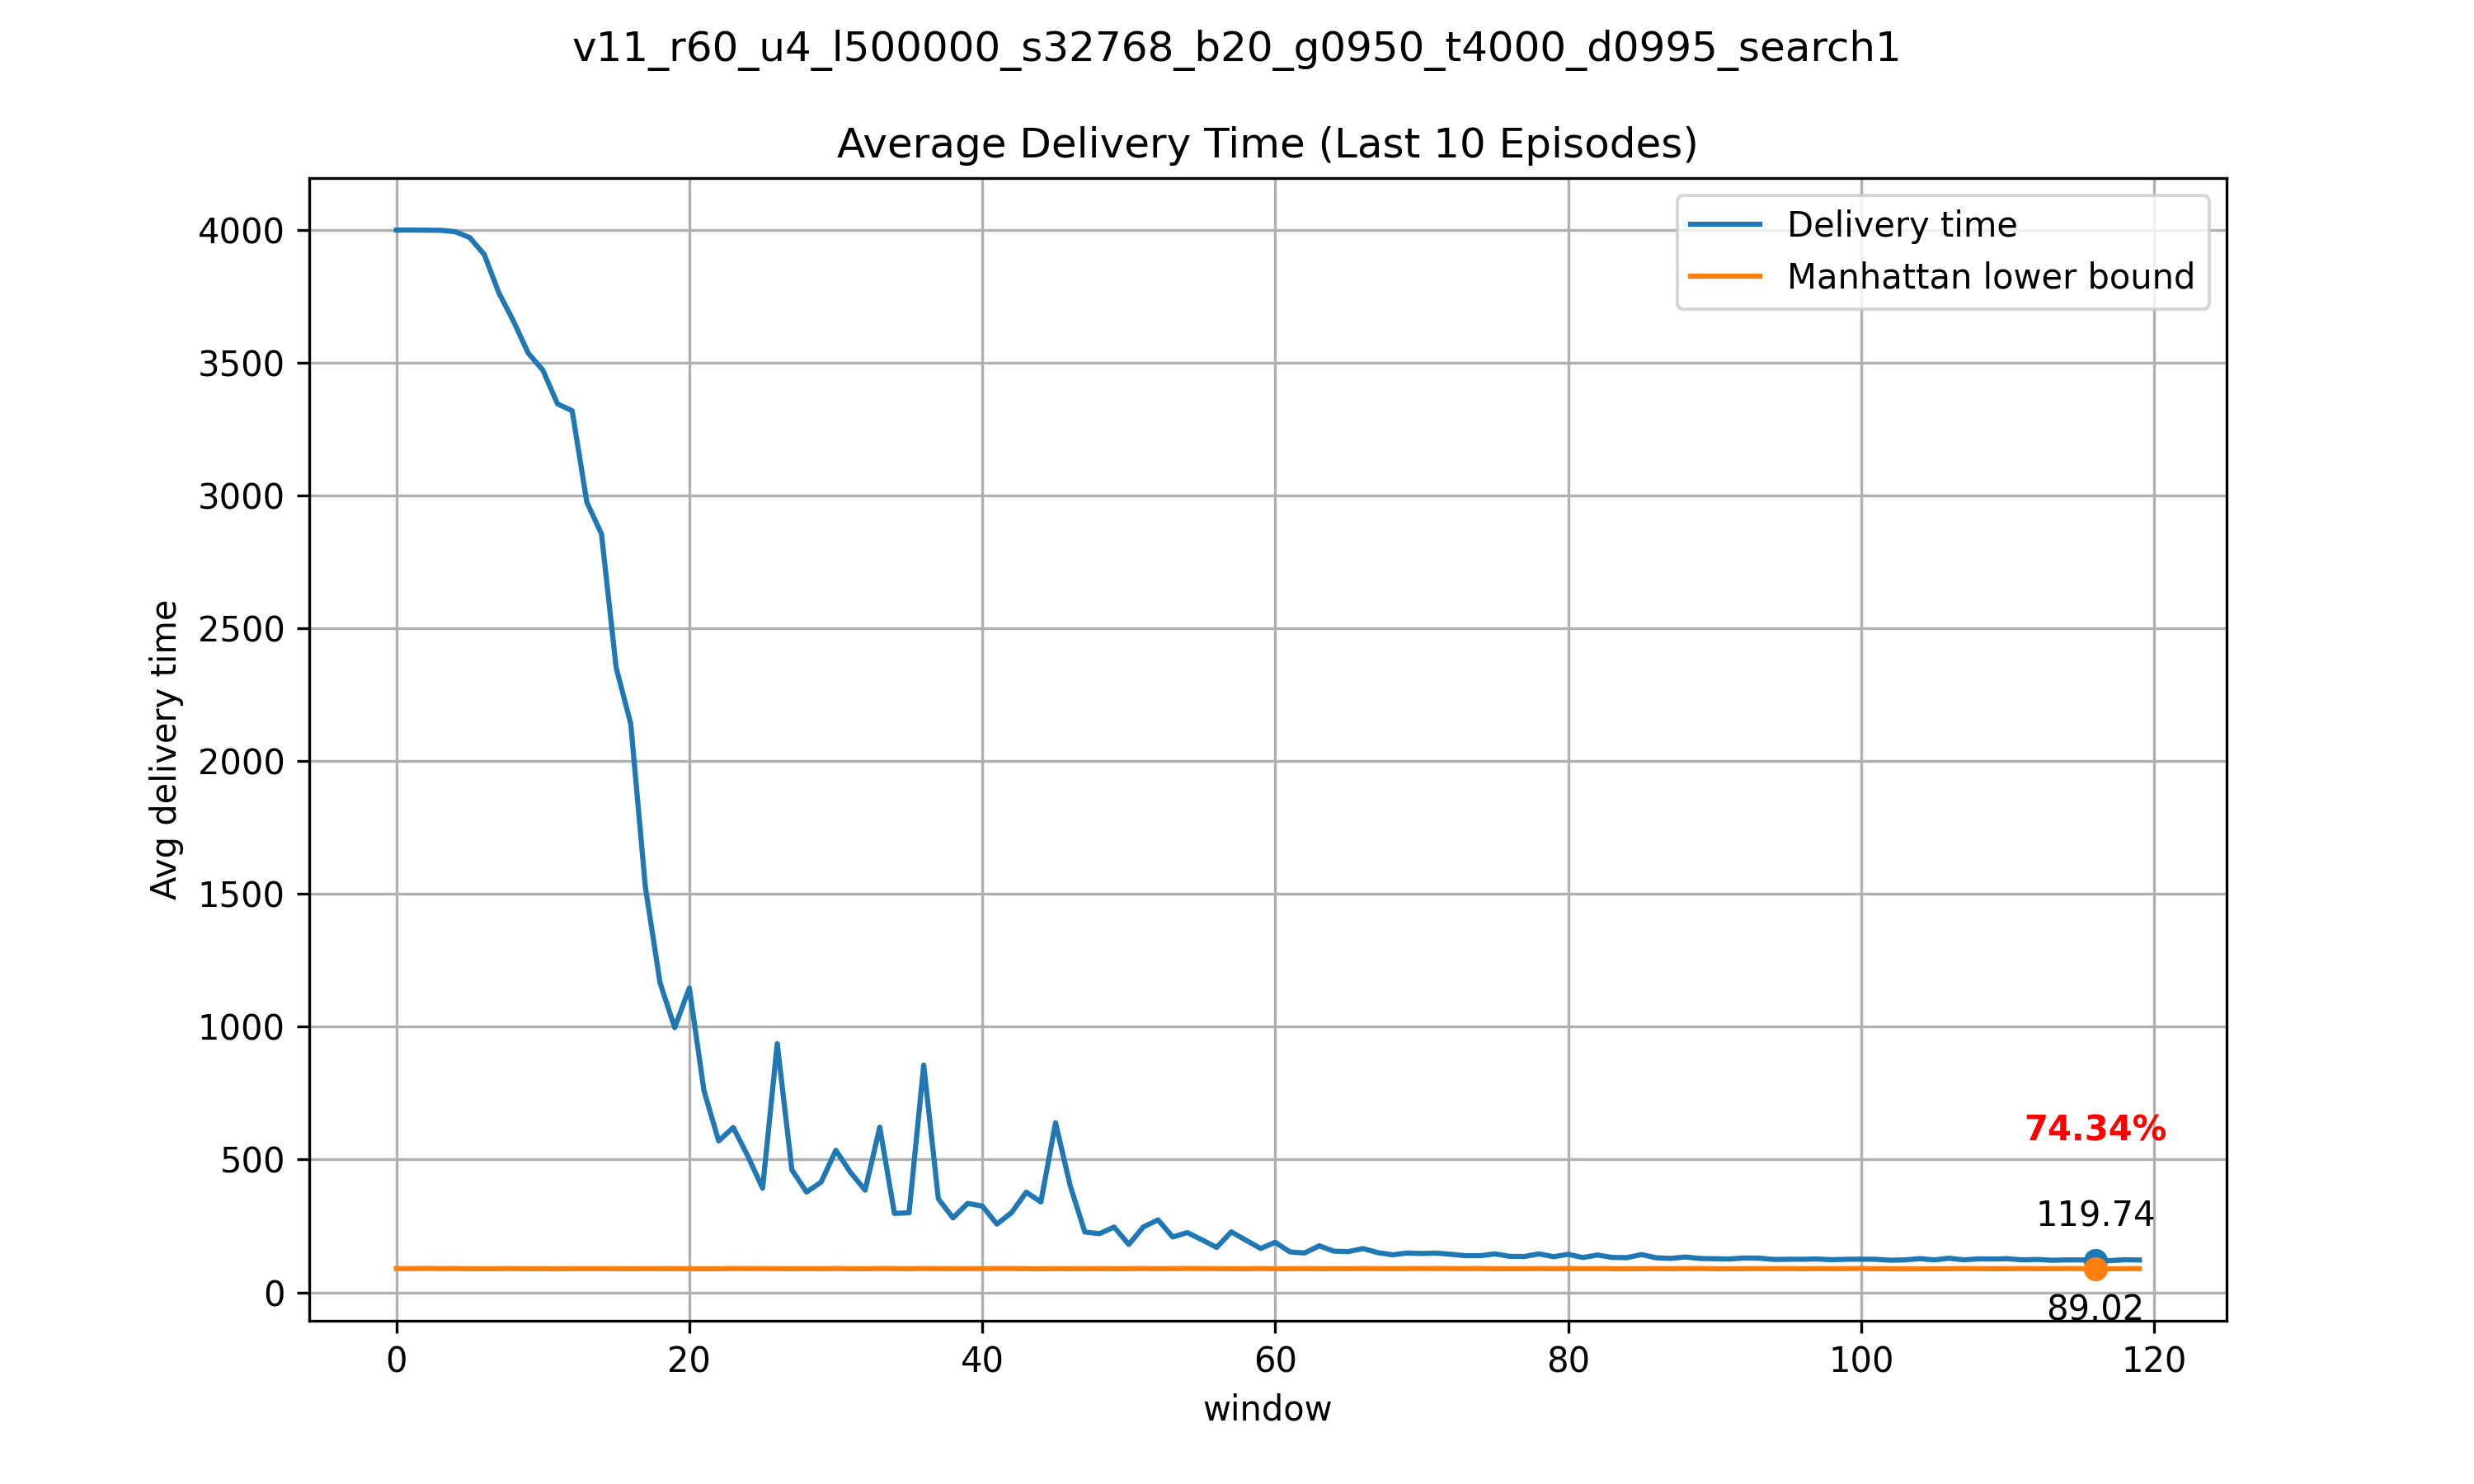 v11_r60_u4_l500000_s32768_b20_g0950_t4000_d0995_search1
Average Delivery Time (Last 10 Episodes)
Delivery time
Manhattan lower bound
4000
3500
3000
2500
2000
1500
1000
500
0
Avg delivery time
74.34%
119.74
89.02
0 20 40 60 80 100 120
window